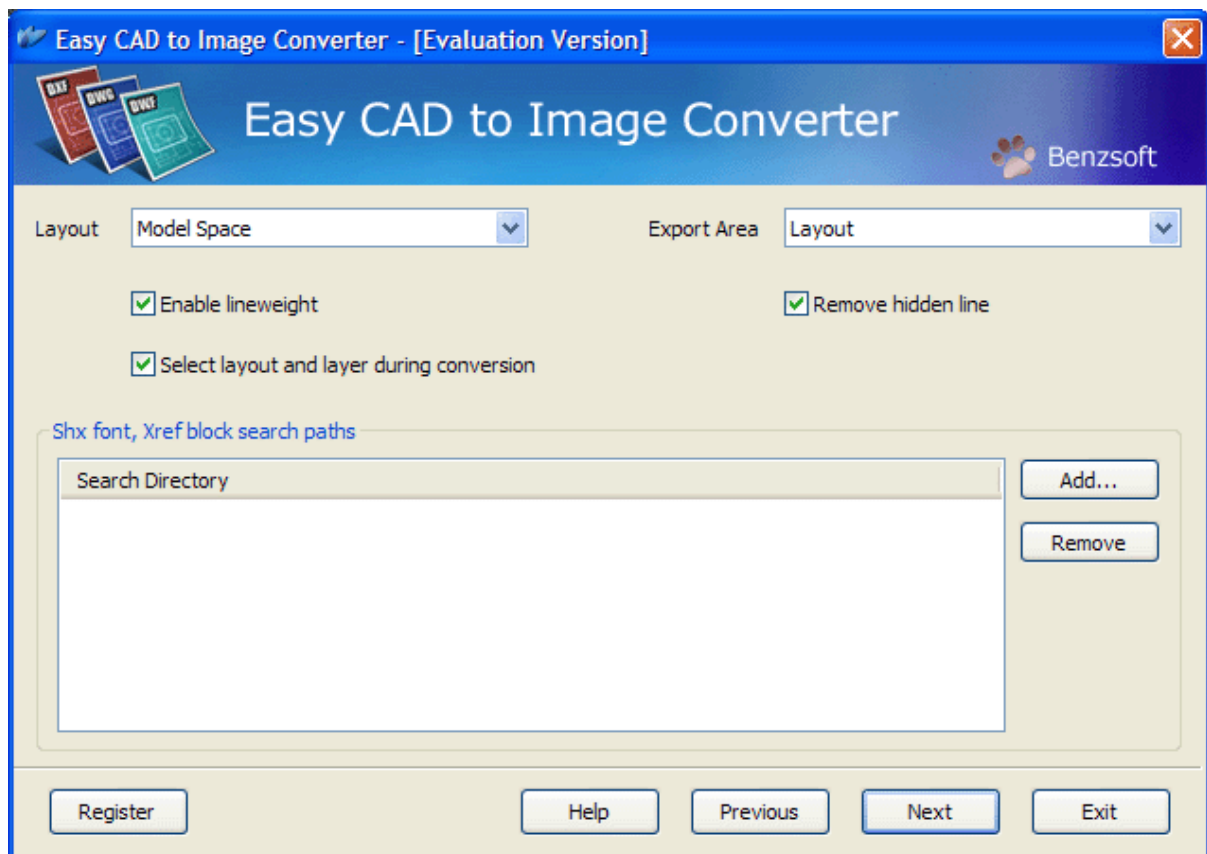 Easy CAD to Image Converter - [Evaluation Version]
DXF
DWG
DWF
Easy CAD to Image Converter
Benzsoft
Layout Model Space Export Area Layout
Enable lineweight Remove hidden line
Select layout and layer during conversion
Shx font, Xref block search paths
Search Directory
Add...
Remove
Register Help Previous Next Exit